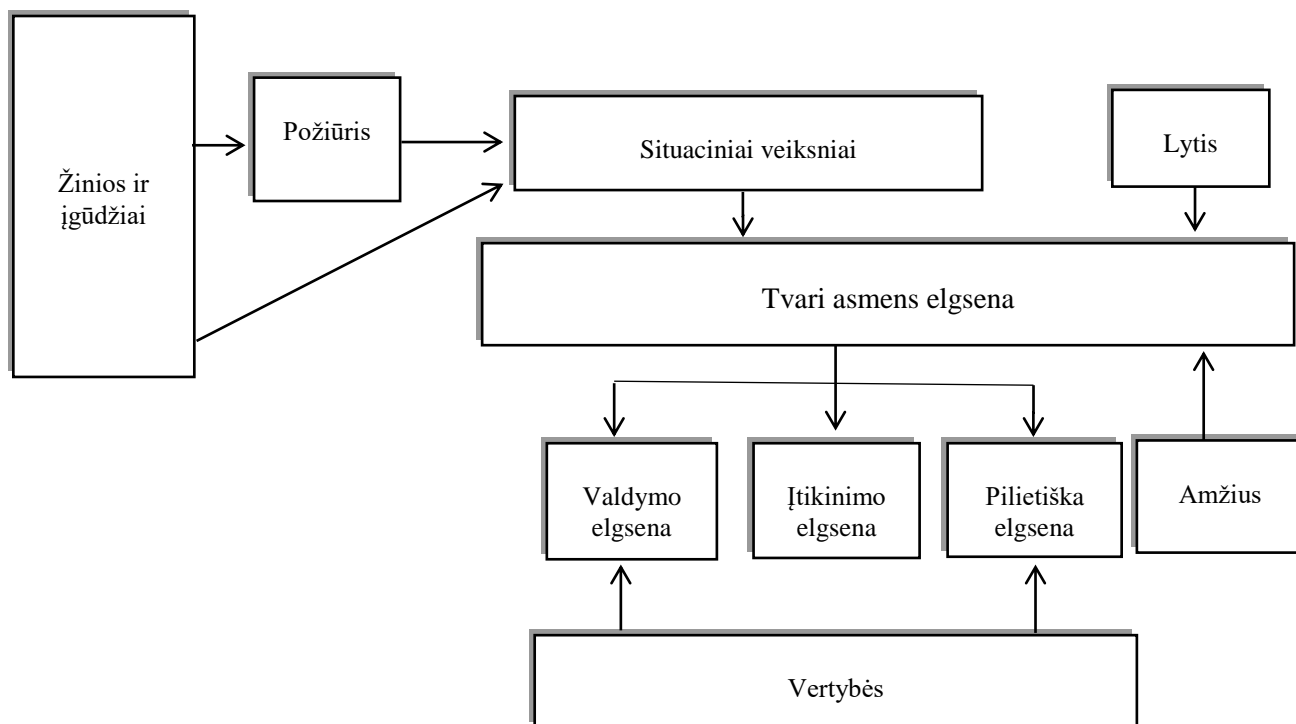 Žinios ir
įgūdžiai
Požiūris
Situaciniai veiksniai
Lytis
Tvari asmens elgsena
Valdymo
elgsena
Įtikinimo
elgsena
Pilietiška
elgsena
Amžius
Vertybės